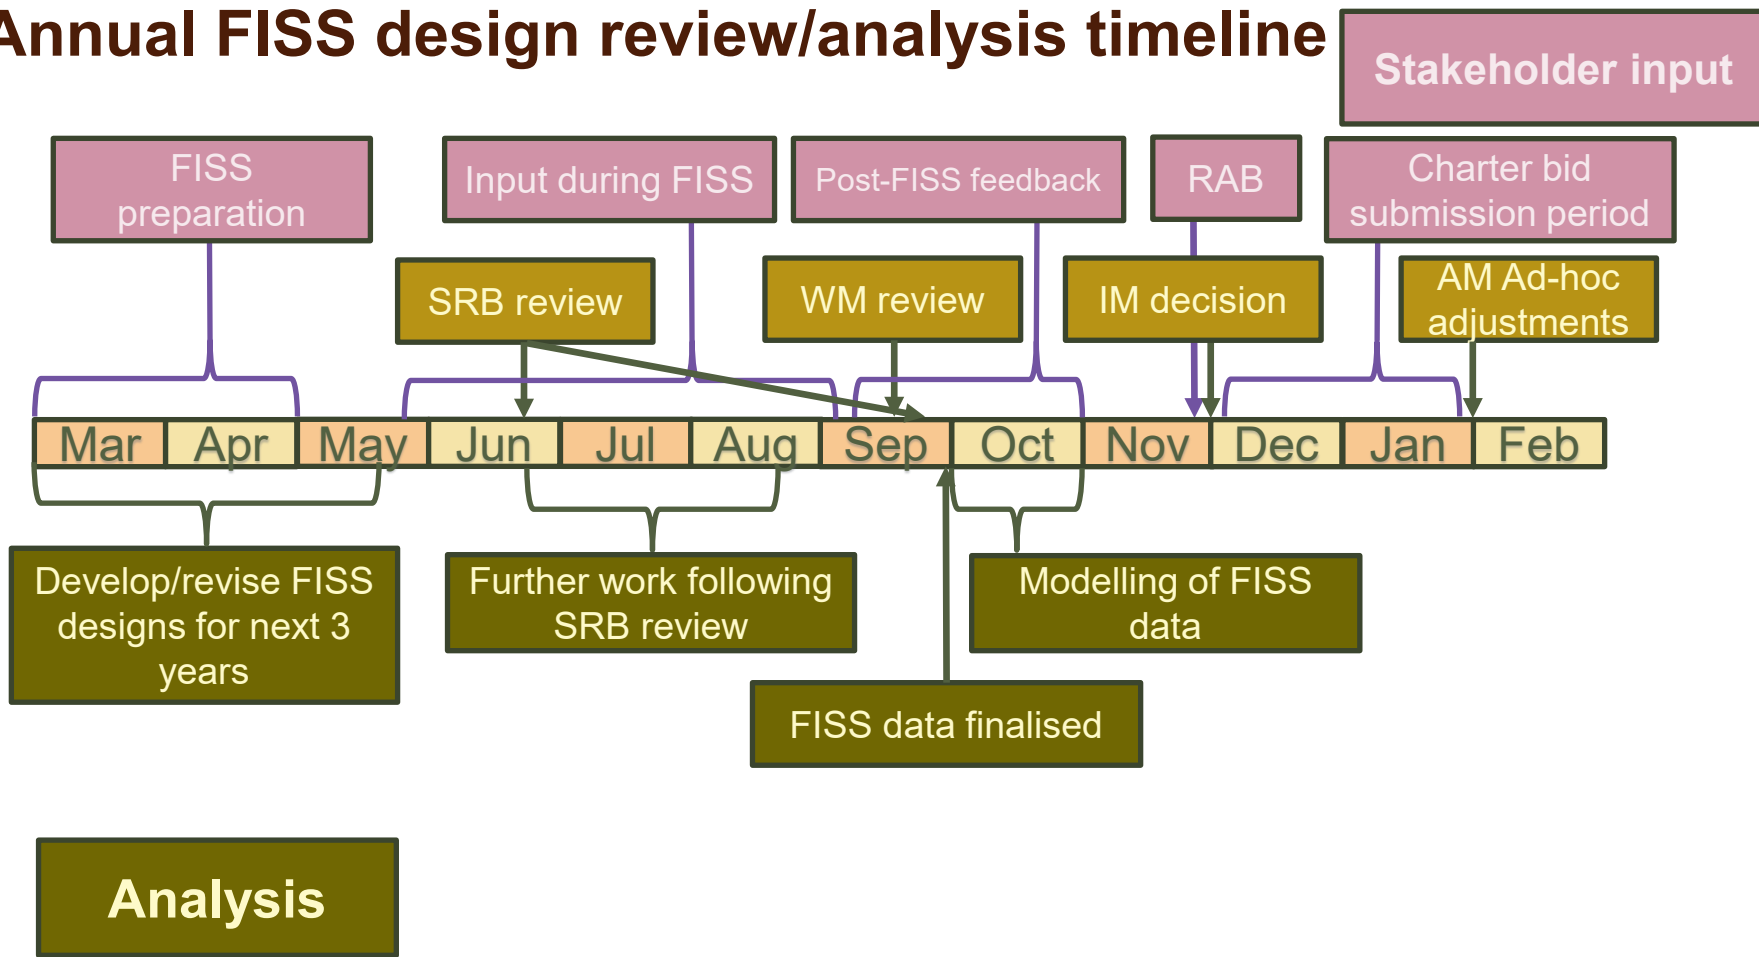 Annual FISS design review/analysis timeline
Stakeholder input
FISS
preparation
Input during FISS
Post-FISS feedback
RAB
Charter bid
submission period
SRB review
WM review
IM decision
AM Ad-hoc
adjustments
Mar Apr May Jun Jul Aug Sep Oct Nov Dec Jan Feb
Develop/revise FISS
designs for next 3
years
Further work following
SRB review
Modelling of FISS
data
FISS data finalised
Analysis